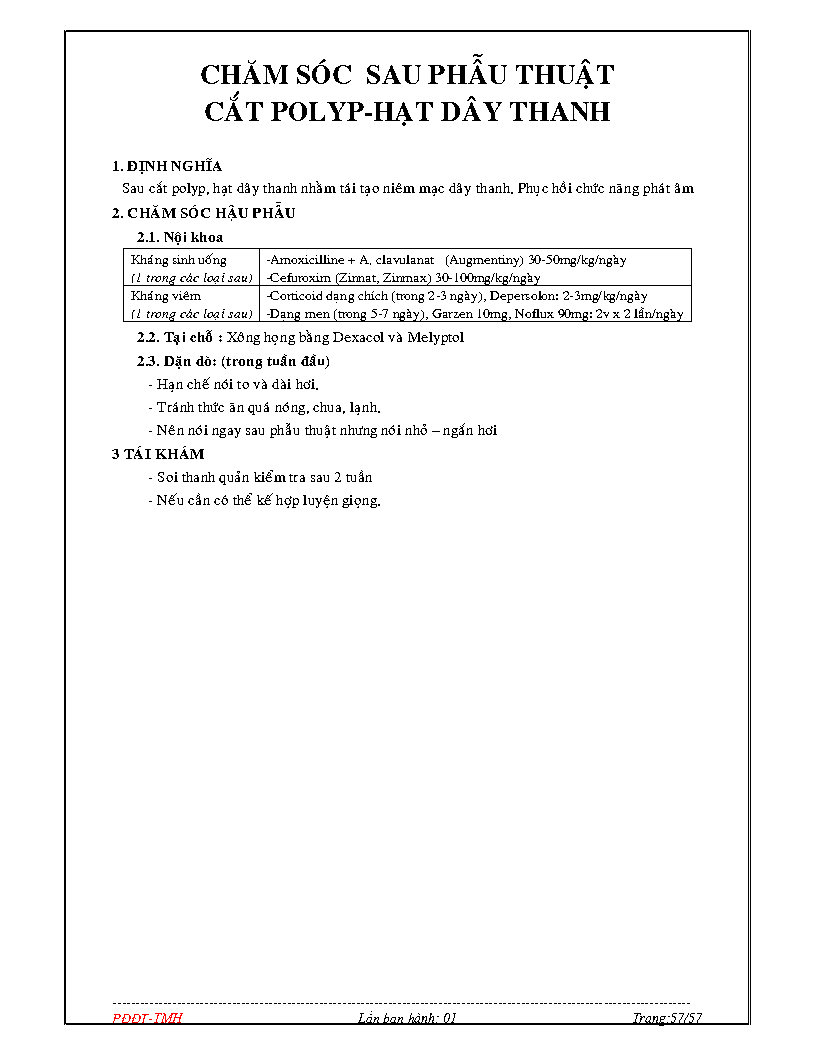 CHĂM SÓC SAU PHẪU THUẬT
CẮT POLYP-HẠT DÂY THANH
1. ĐỊNH NGHĨA
Sau cắt polyp, hạt dây thanh nhằm tái tạo niêm mạc dây thanh. Phục hồi chức năng phát âm
2. CHĂM SÓC HẬU PHẪU
2.1. Nội khoa
Kháng sinh uống
(1 trong các loại sau)
-Amoxicilline + A, clavulanat (Augmentiny) 30-50mg/kg/ngày
-Cefuroxim (Zinnat, Zinmax) 30-100mg/kg/ngày
Kháng viêm
(1 trong các loại sau)
-Corticoid dạng chích (trong 2-3 ngày), Depersolon: 2-3mg/kg/ngày
-Dạng men (trong 5-7 ngày), Garzen 10mg, Noflux 90mg: 2v x 2 lần/ngày
2.2. Tại chỗ : Xông họng bằng Dexacol và Melyptol
2.3. Dặn dò: (trong tuần đầu)
- Hạn chế nói to và dài hơi.
- Tránh thức ăn quá nóng, chua, lạnh.
- Nên nói ngay sau phẫu thuật nhưng nói nhỏ – ngắn hơi
3 TÁI KHÁM
- Soi thanh quản kiểm tra sau 2 tuần
- Nếu cần có thể kế hợp luyện giọng.
PĐĐT-TMH Lần ban hành: 01 Trang:57/57